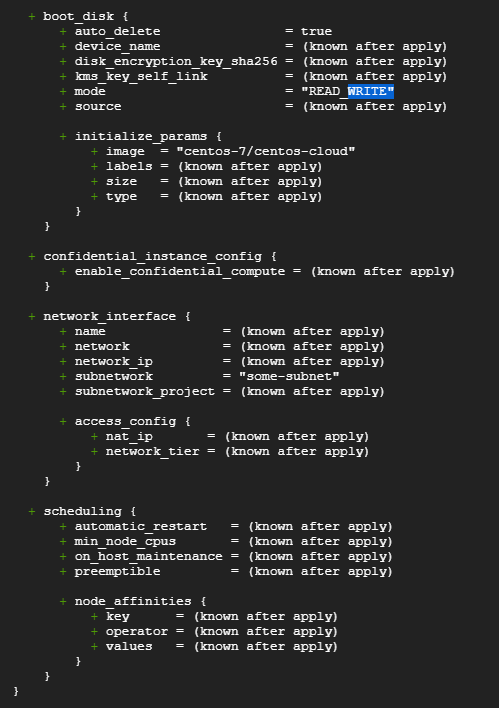 + boot_disk {
+ auto_delete = true
+ device_name = (known after apply)
+ disk_encryption_key_sha256 = (known after apply)
+ kms_key_self_link = (known after apply)
+ mode = "READ_WRITE"
+ source = (known after apply)
+ initialize_params {
+ image = "centos-7/centos-cloud"
+ labels = (known after apply)
+ size = (known after apply)
+ type = (known after apply)
}
}
+ confidential_instance_config {
+ enable_confidential_compute = (known after apply)
}
+ network_interface {
+ name = (known after apply)
+ network = (known after apply)
+ network_ip = (known after apply)
+ subnetwork = "some-subnet"
+ subnetwork_project = (known after apply)
+ access_config {
+ nat_ip = (known after apply)
+ network_tier = (known after apply)
}
}
+ scheduling {
+ automatic_restart = (known after apply)
+ min_node_cpus = (known after apply)
+ on_host_maintenance = (known after apply)
+ preemptible = (known after apply)
+ node_affinities {
+ key = (known after apply)
+ operator = (known after apply)
+ values = (known after apply)
}
}
}